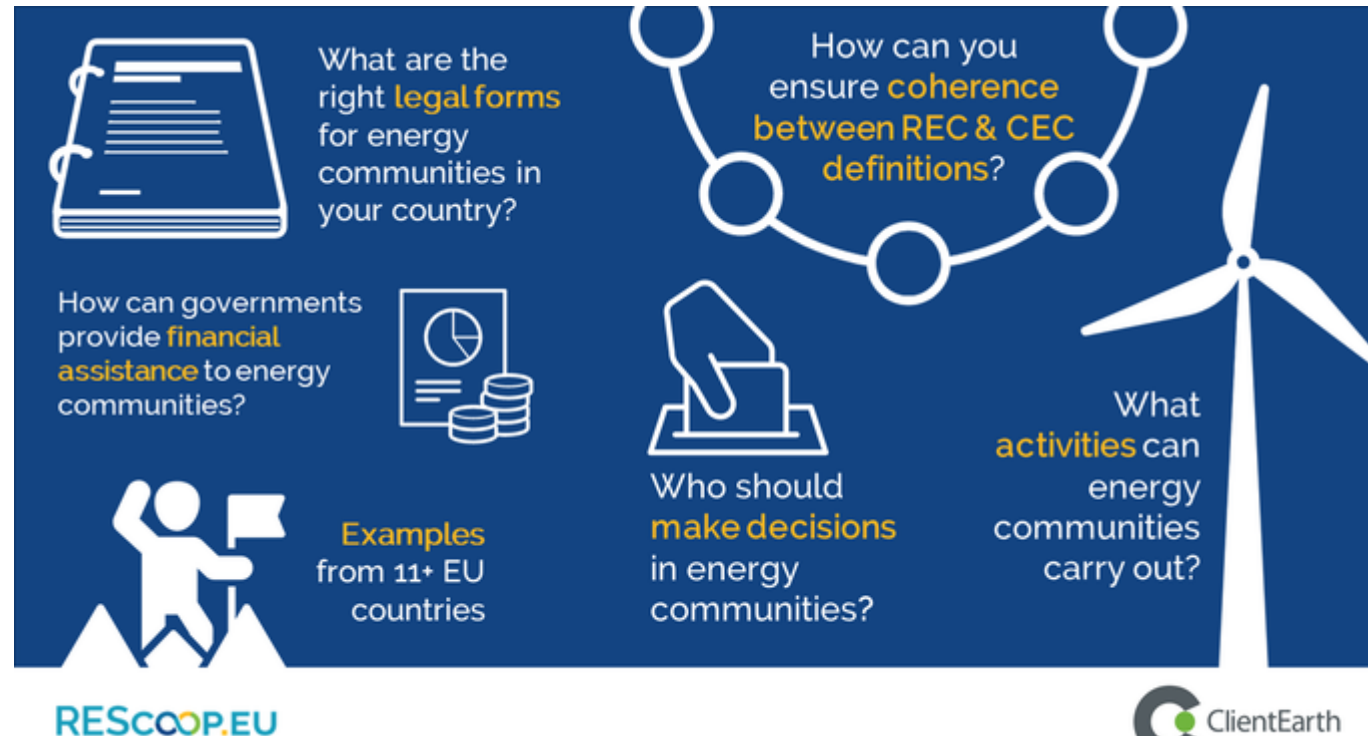 What are the
right legal forms
for energy
communities in
your country?
How can you
ensure coherence
between REC & CEC
definitions?
How can governments
provide financial
assistance to energy
communities?
Examples
from 11+ EU
countries
Who should
make decisions
in energy
communities?
What
activities can
energy
communities
carry out?
REScoop.EU
ClientEarth